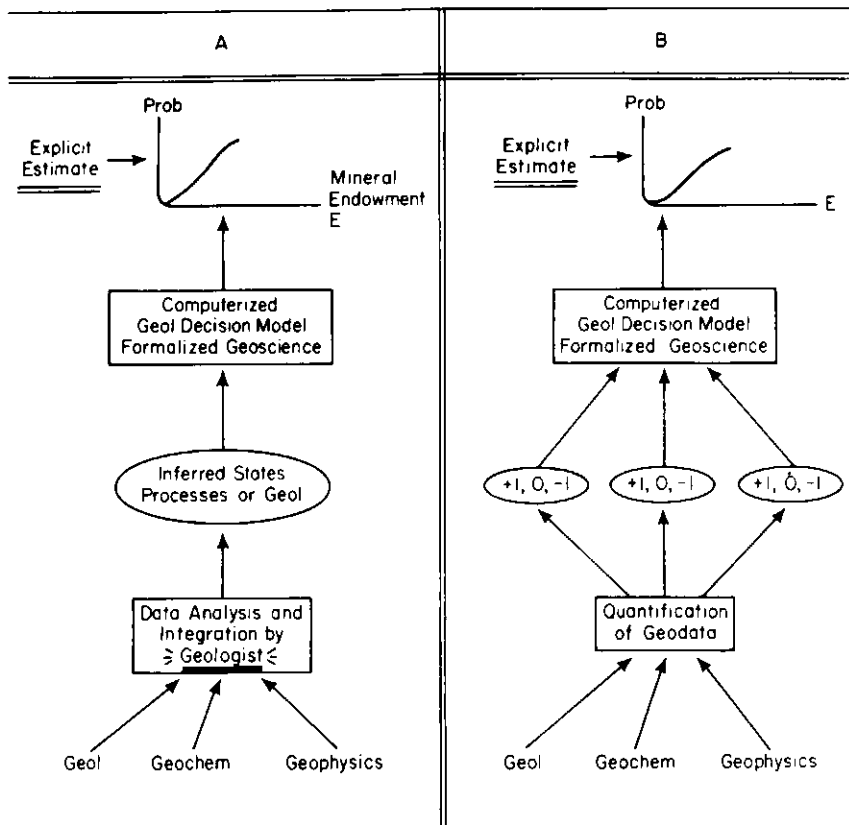 A
Prob
Explicit
Estimate
Mineral
Endowment
E
Computerized
Geol Decision Model
Formalized Geoscience
Inferred States
Processes or Geol
Data Analysis and
Integration by
Geologist
Geol
Geochem
Geophysics
B
Prob
Explicit
Estimate
E
Computerized
Geol Decision Model
Formalized Geoscience
+1, 0, -1
+1, 0, -1
+1, 0, -1
Quantification
of Geodata
Geol
Geochem
Geophysics